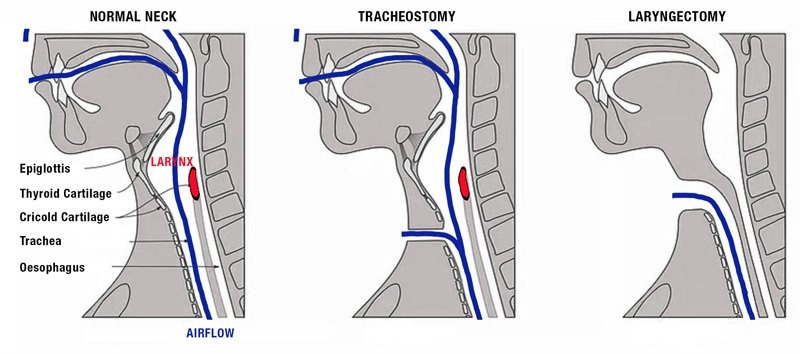 NORMAL NECK
TRACHEOSTOMY
LARYNGECTOMY
LARYNX
Epiglottis
Thyroid Cartilage
Cricold Cartilage
Trachea
Oesophagus
AIRFLOW